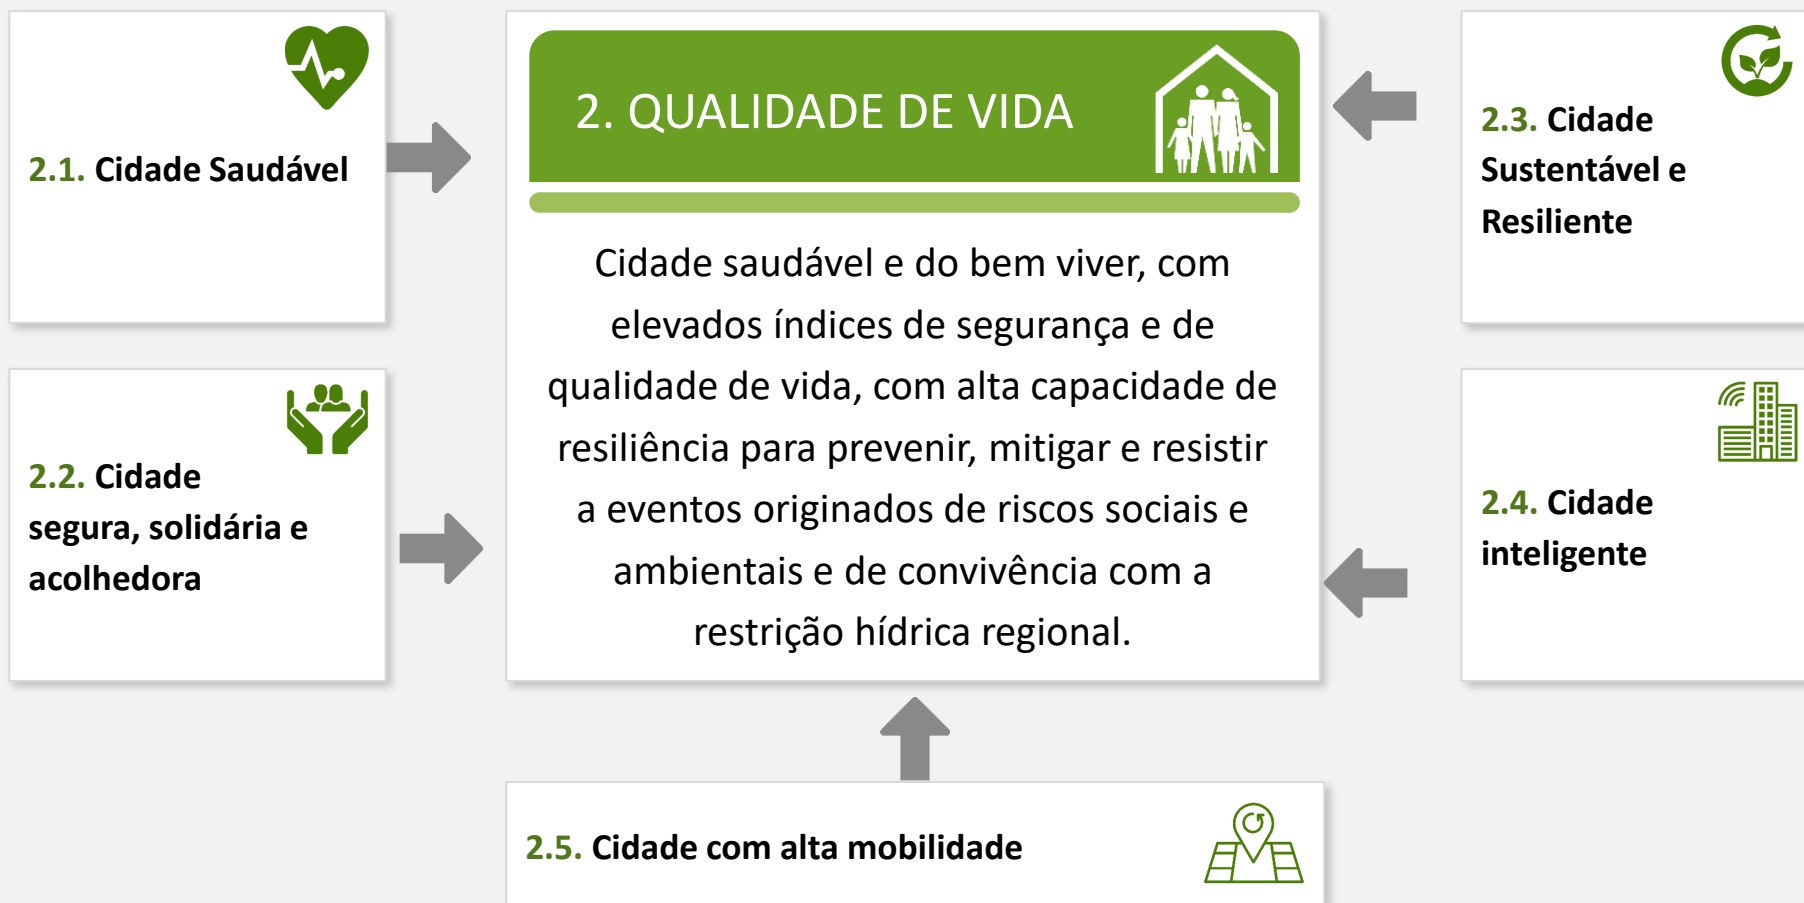 2.1. Cidade Saudável
2.2. Cidade
segura, solidária e
acolhedora
2. QUALIDADE DE VIDA
Cidade saudável e do bem viver, com
elevados índices de segurança e de
qualidade de vida, com alta capacidade de
resiliência para prevenir, mitigar e resistir
a eventos originados de riscos sociais e
ambientais e de convivência com a
restrição hídrica regional.
2.3. Cidade
Sustentável e
Resiliente
2.4. Cidade
inteligente
2.5. Cidade com alta mobilidade